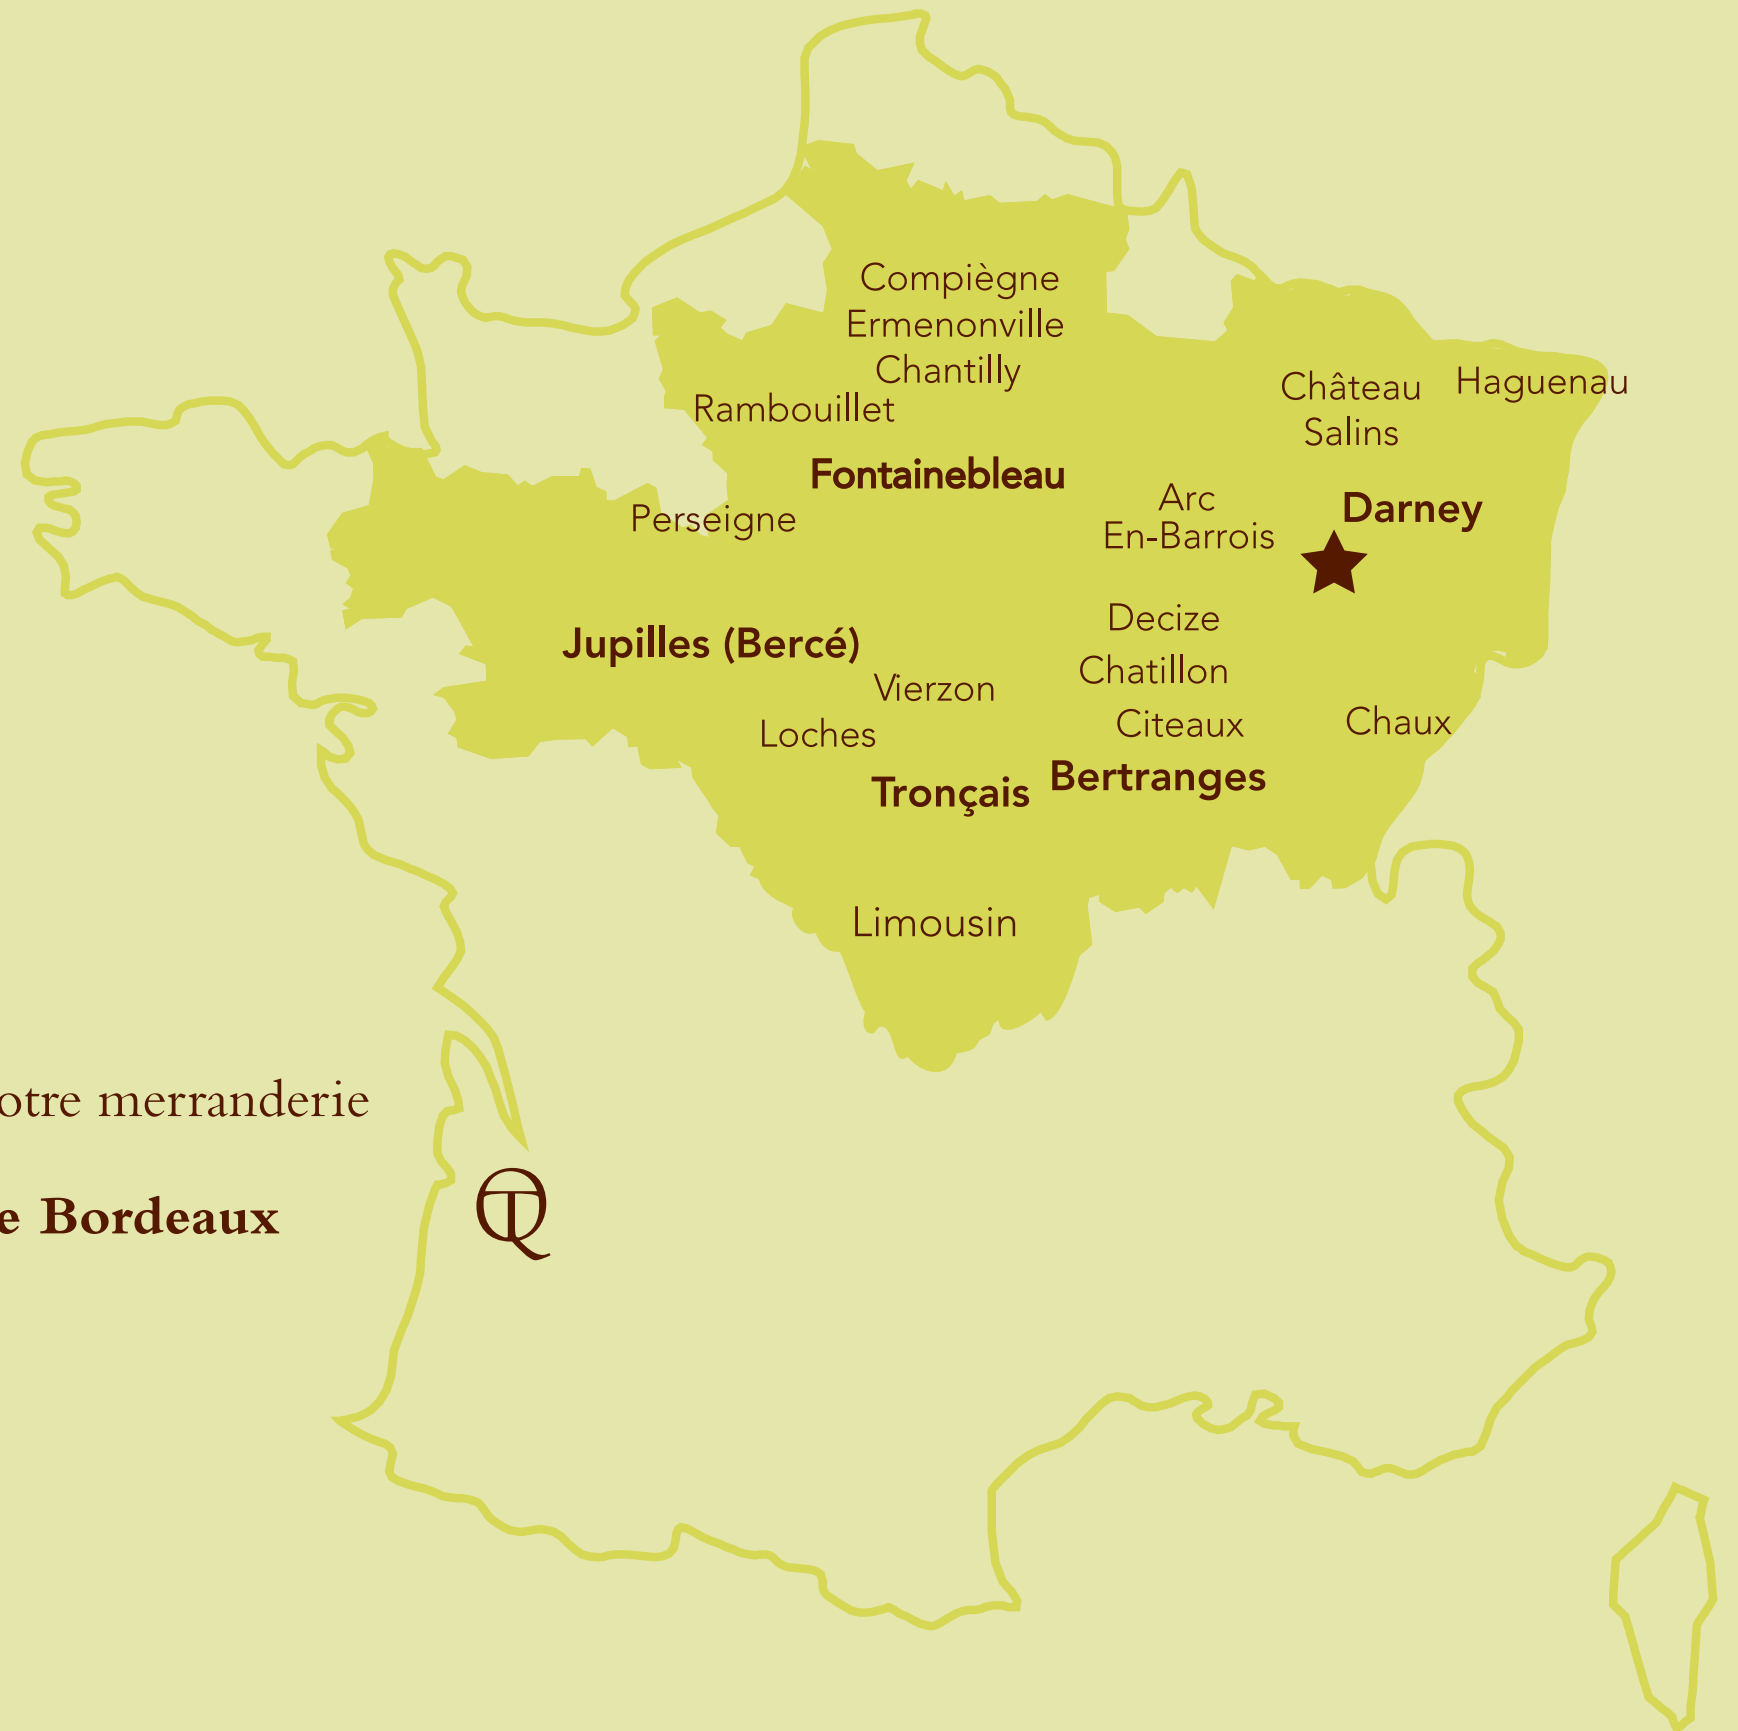 Compiègne
Ermenonville
Chantilly
Rambouillet
Château
Salins
Haguenau
Fontainebleau
Arc
En-Barrois
Darney
Perseigne
Decize
Jupilles (Bercé)
Chatillon
Vierzon
Citeaux
Chaux
Loches
Bertranges
Tronçais
Limousin
otre merranderie
e Bordeaux